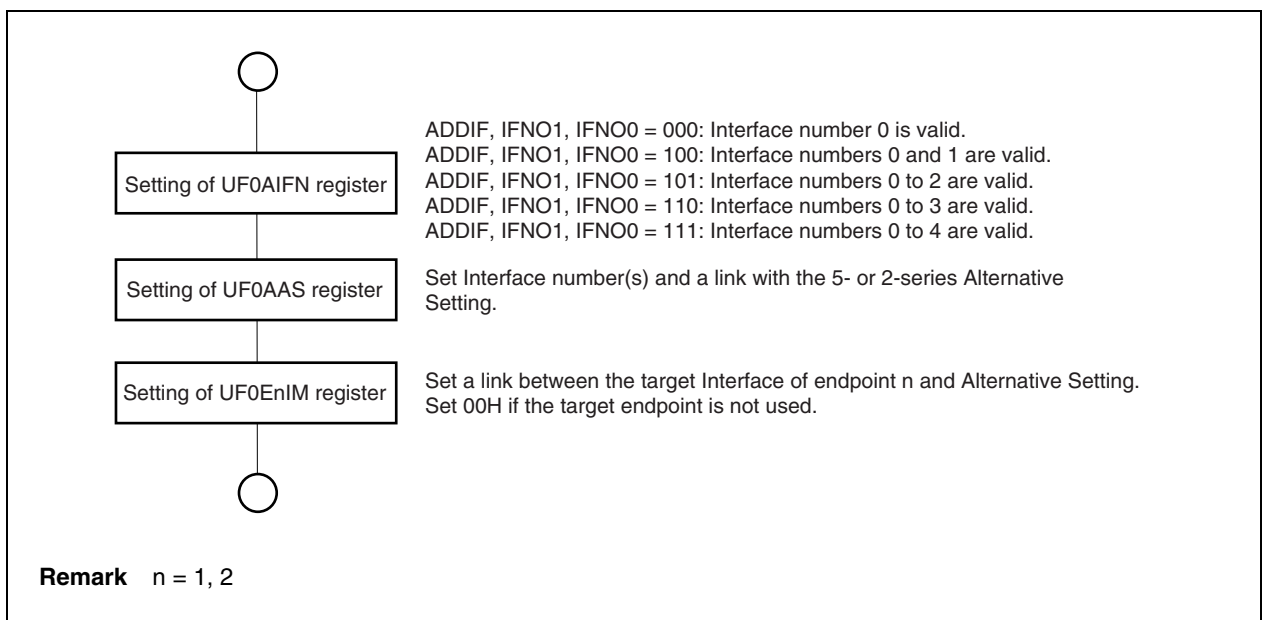 Setting of UF0AIFN register
ADDIF, IFNO1, IFNO0 = 000: Interface number 0 is valid.
ADDIF, IFNO1, IFNO0 = 100: Interface numbers 0 and 1 are valid.
ADDIF, IFNO1, IFNO0 = 101: Interface numbers 0 to 2 are valid.
ADDIF, IFNO1, IFNO0 = 110: Interface numbers 0 to 3 are valid.
ADDIF, IFNO1, IFNO0 = 111: Interface numbers 0 to 4 are valid.
Setting of UF0AAS register
Set Interface number(s) and a link with the 5- or 2-series Alternative
Setting.
Setting of UF0EnIM register
Set a link between the target Interface of endpoint n and Alternative Setting.
Set 00H if the target endpoint is not used.
Remark n = 1, 2